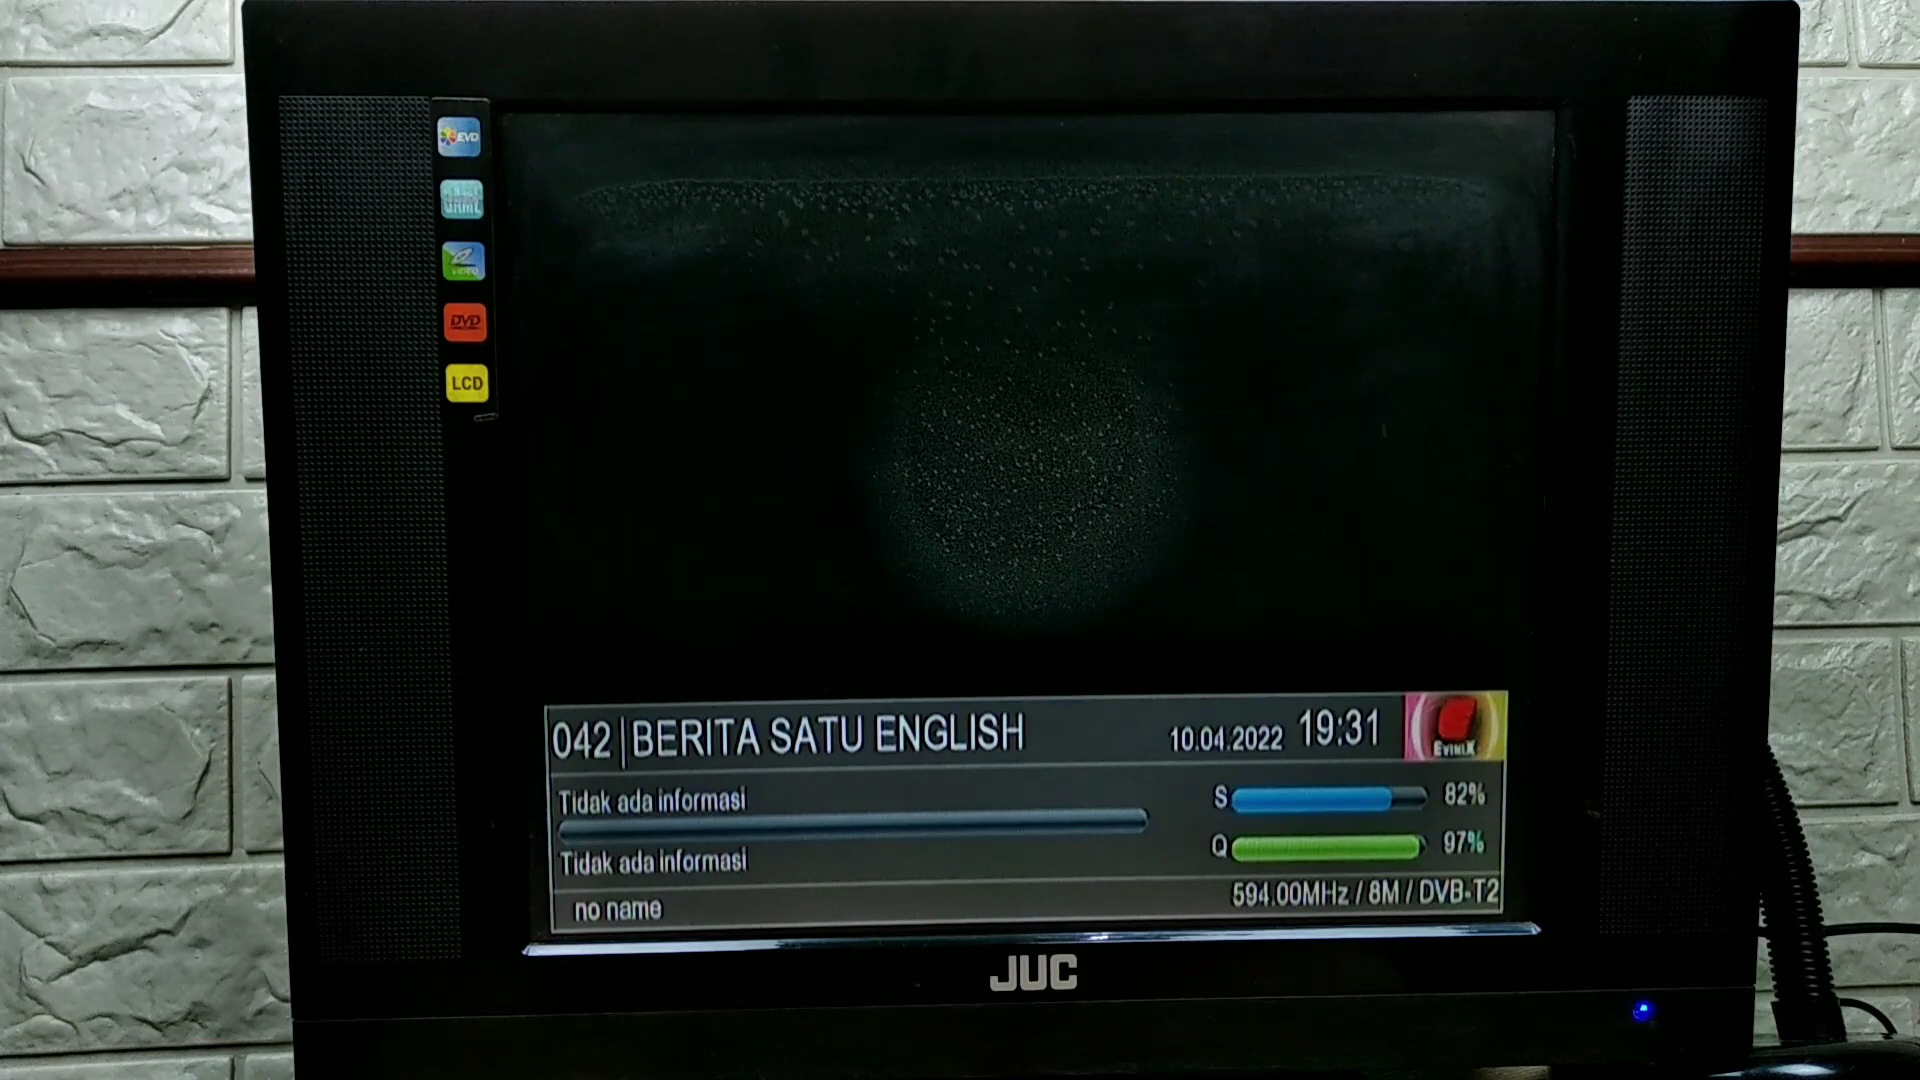 EVD
GAME
VIDEO
DVD
LCD
042 | BERITA SATU ENGLISH 10.04.2022 19:31
EVINIX
Tidak ada informasi S 82%
Tidak ada informasi Q 97%
no name 594.00MHz / 8M / DVB-T2
JUC